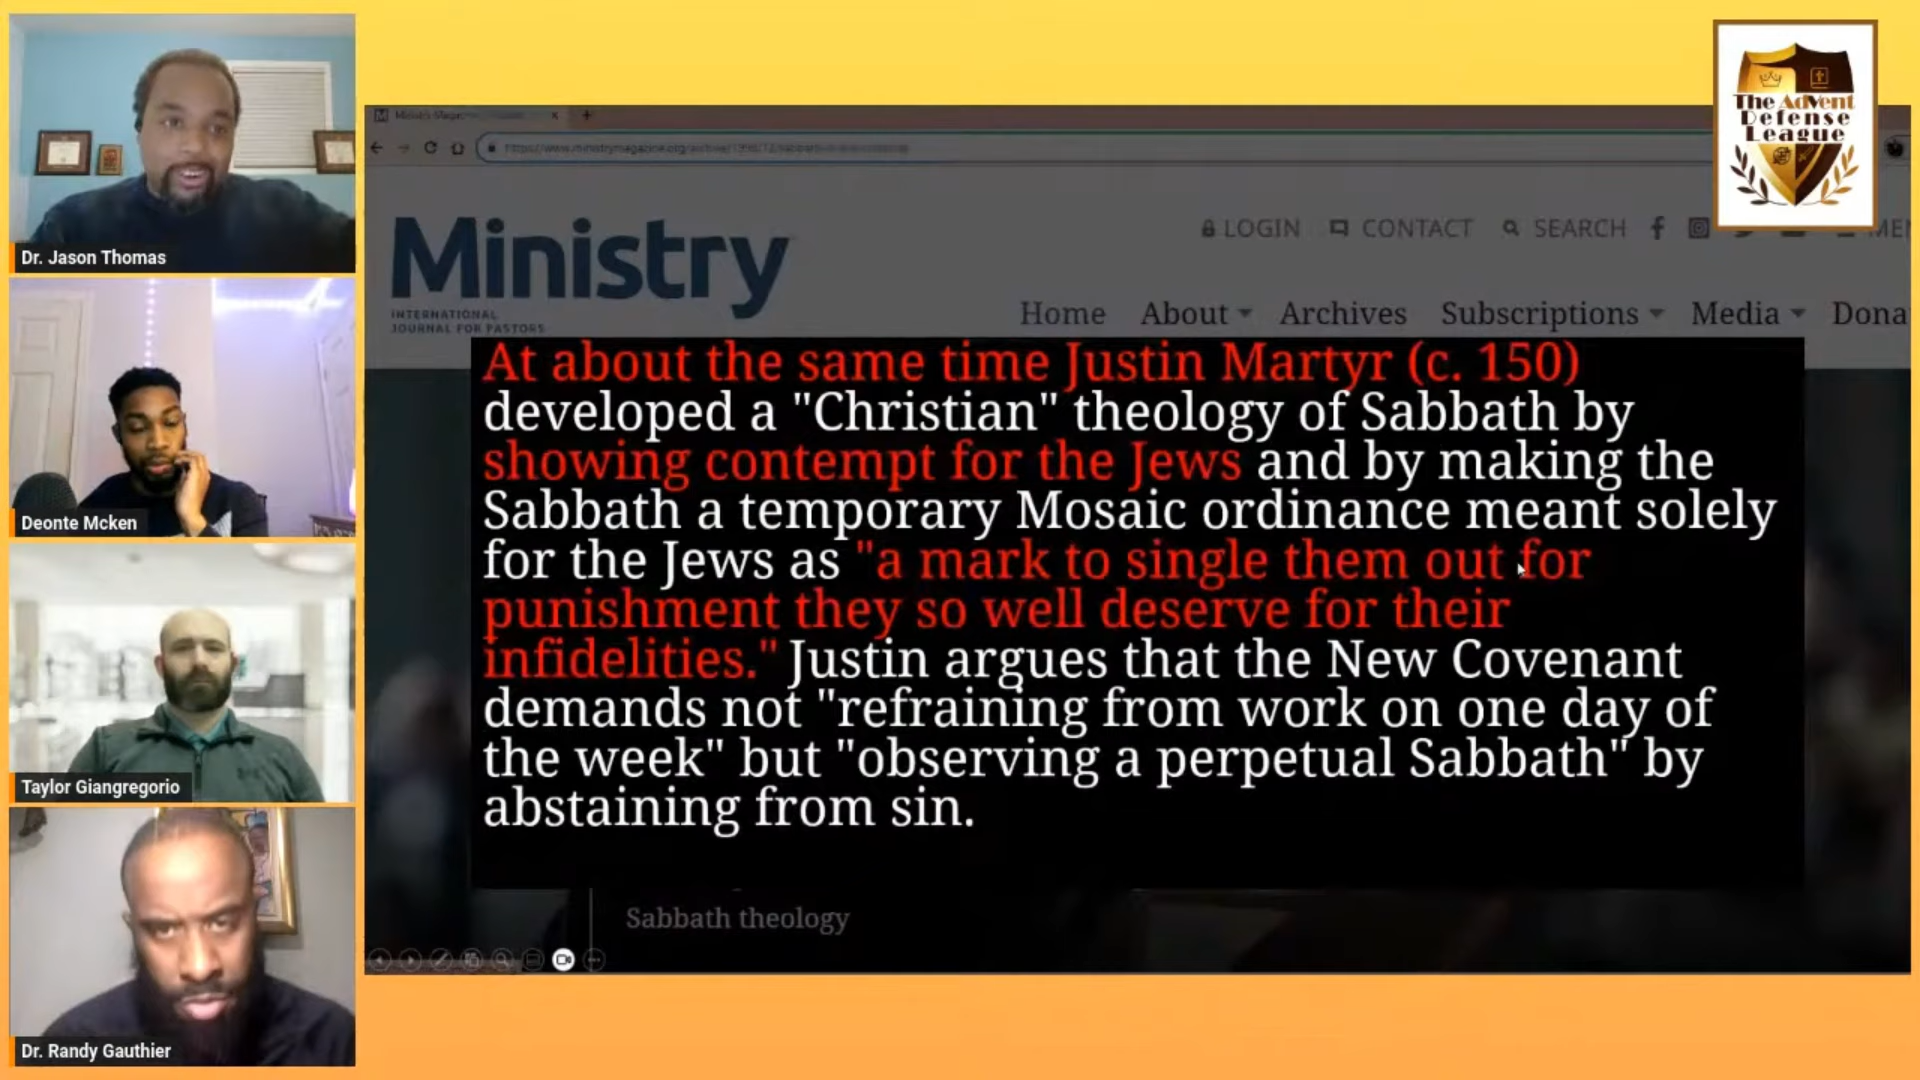 Dr. Jason Thomas
Deonte Mcken
Taylor Giangregorio
Dr. Randy Gauthier
The Advent
Defense
League
Ministry
INTERNATIONAL
JOURNAL FOR PASTORS
LOGIN CONTACT SEARCH
Home About Archives Subscriptions Media Dona
At about the same time Justin Martyr (c. 150)
developed a "Christian" theology of Sabbath by
showing contempt for the Jews and by making the
Sabbath a temporary Mosaic ordinance meant solely
for the Jews as "a mark to single them out for
punishment they so well deserve for their
infidelities." Justin argues that the New Covenant
demands not "refraining from work on one day of
the week" but "observing a perpetual Sabbath" by
abstaining from sin.
Sabbath theology